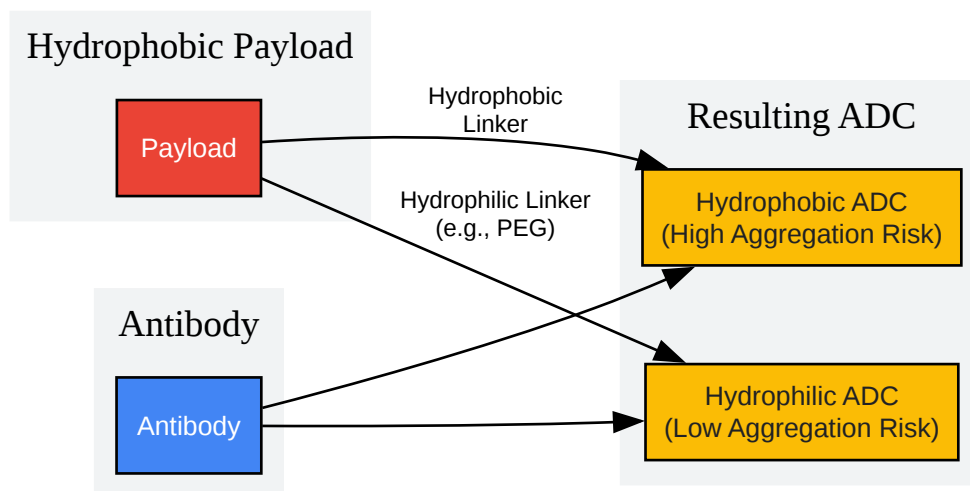 Hydrophobic Payload
Payload
Hydrophobic
Linker
Hydrophilic Linker
(e.g., PEG)
Antibody
Antibody
Resulting ADC
Hydrophobic ADC
(High Aggregation Risk)
Hydrophilic ADC
(Low Aggregation Risk)